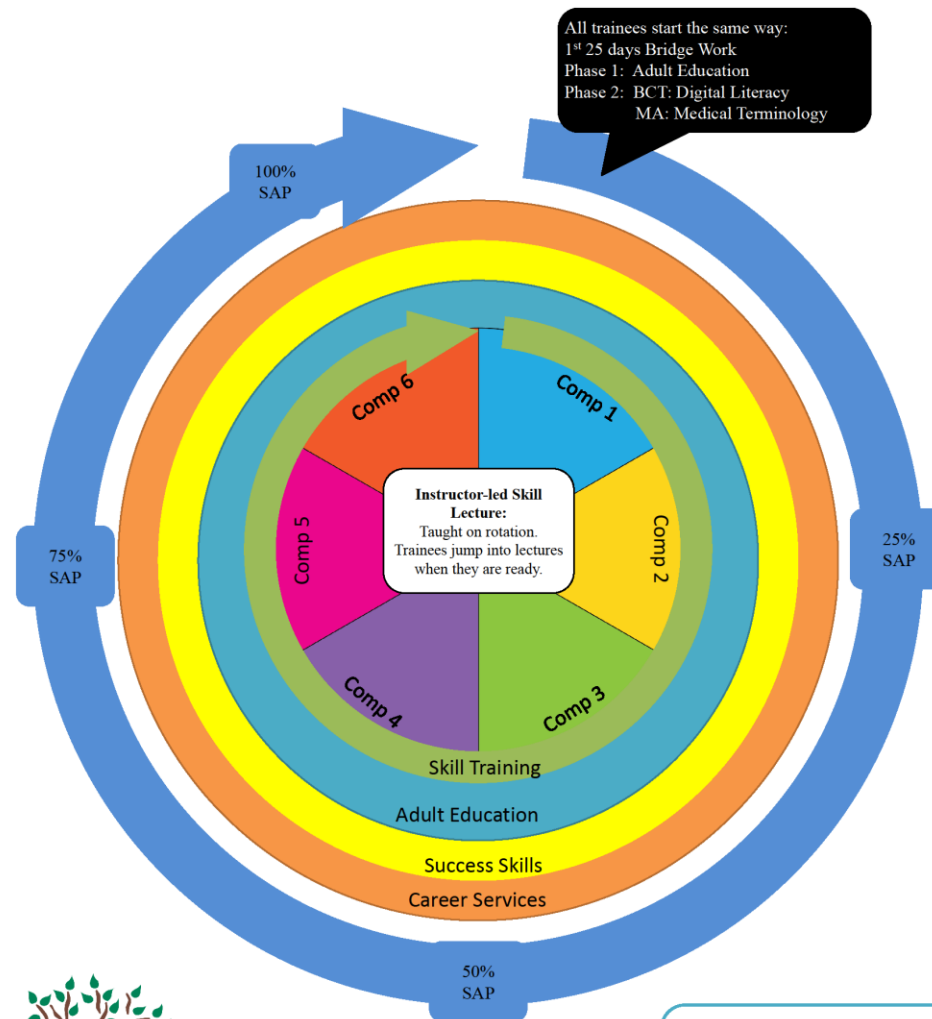 All trainees start the same way:
1st 25 days Bridge Work
Phase 1: Adult Education
Phase 2: BCT: Digital Literacy
MA: Medical Terminology
100%
SAP
Comp 6
Comp 1
Instructor-led Skill
Lecture:
Taught on rotation.
Trainees jump into lectures
when they are ready.
Comp 5
Comp 2
75%
SAP
25%
SAP
Comp 4
Comp 3
Skill Training
Adult Education
Success Skills
Career Services
50%
SAP